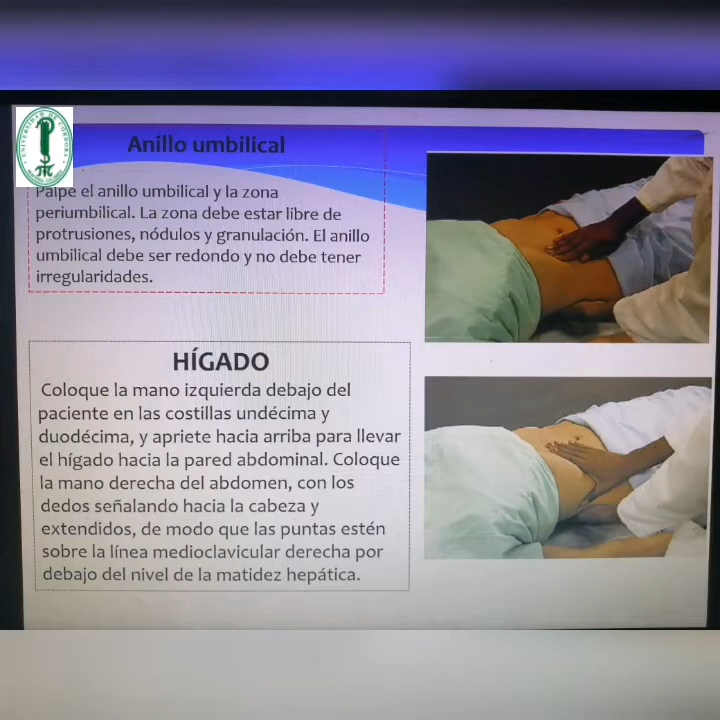 UNIVERSIDAD DE CORDOBA
Anillo umbilical
Palpe el anillo umbilical y la zona
periumbilical. La zona debe estar libre de
protrusiones, nódulos y granulación. El anillo
umbilical debe ser redondo y no debe tener
irregularidades.
HÍGADO
Coloque la mano izquierda debajo del
paciente en las costillas undécima y
duodécima, y apriete hacia arriba para llevar
el hígado hacia la pared abdominal. Coloque
la mano derecha del abdomen, con los
dedos señalando hacia la cabeza y
extendidos, de modo que las puntas estén
sobre la línea medioclavicular derecha por
debajo del nivel de la matidez hepática.